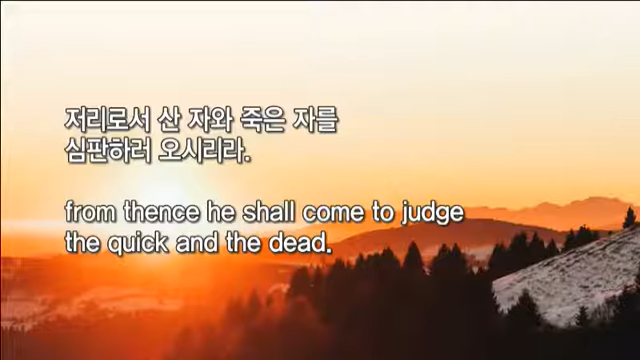 저리로서 산 자와 죽은 자를
심판하러 오시리라.
from thence he shall come to judge
the quick and the dead.